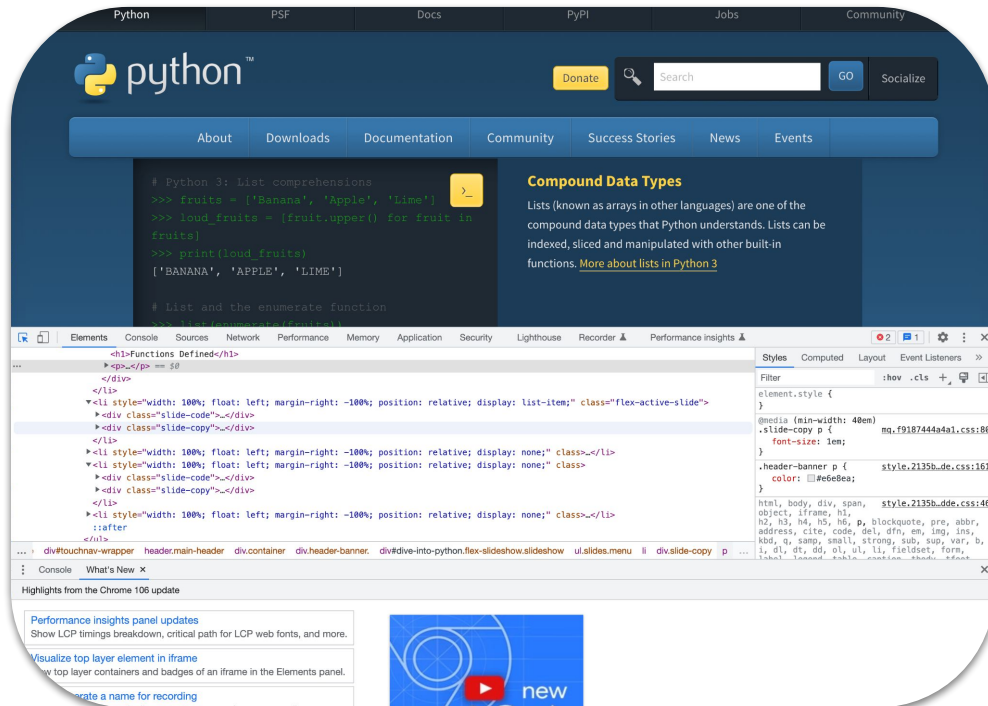 Python PSF Docs PyPI Jobs Community
python™
Donate Search GO Socialize
About Downloads Documentation Community Success Stories News Events
# Python 3: List comprehensions
>>> fruits = ['Banana', 'Apple', 'Lime']
>>> loud_fruits = [fruit.upper() for fruit in
fruits]
>>> print(loud_fruits)
['BANANA', 'APPLE', 'LIME']
# List and the enumerate function
>>> list(enumerate(fruits))
>_
Compound Data Types
Lists (known as arrays in other languages) are one of the
compound data types that Python understands. Lists can be
indexed, sliced and manipulated with other built-in
functions. More about lists in Python 3
Elements Console Sources Network Performance Memory Application Security Lighthouse Recorder Performance insights 2 1
<h1>Functions Defined</h1>
... ▶<p>…</p> == $0
</div>
</li>
▼<li style="width: 100%; float: left; margin-right: -100%; position: relative; display: list-item;" class="flex-active-slide">
▶<div class="slide-code">…</div>
▶<div class="slide-copy">…</div>
</li>
▶<li style="width: 100%; float: left; margin-right: -100%; position: relative; display: none;" class>…</li>
▼<li style="width: 100%; float: left; margin-right: -100%; position: relative; display: none;" class>
▶<div class="slide-code">…</div>
▶<div class="slide-copy">…</div>
</li>
▶<li style="width: 100%; float: left; margin-right: -100%; position: relative; display: none;" class>…</li>
::after
</ul>
... div#touchnav-wrapper header.main-header div.container div.header-banner. div#dive-into-python.flex-slideshow.slideshow ul.slides.menu li div.slide-copy p ...
Styles Computed Layout Event Listeners »
Filter :hov .cls +
element.style {
}
@media (min-width: 40em)
.slide-copy p { mq.f9187444a4a1.css:80
font-size: 1em;
}
.header-banner p { style.2135b…de.css:161
color: #e6e8ea;
}
html, body, div, span, style.2135b…dde.css:46
object, iframe, h1,
h2, h3, h4, h5, h6, p, blockquote, pre, abbr,
address, cite, code, del, dfn, em, img, ins,
kbd, q, samp, small, strong, sub, sup, var, b,
i, dl, dt, dd, ol, ul, li, fieldset, form,
label, legend, table, caption, tbody, tfoot,
Console What's New ×
Highlights from the Chrome 106 update
Performance insights panel updates
Show LCP timings breakdown, critical path for LCP web fonts, and more.
Visualize top layer element in iframe
top layer containers and badges of an iframe in the Elements panel.
a name for recording
new